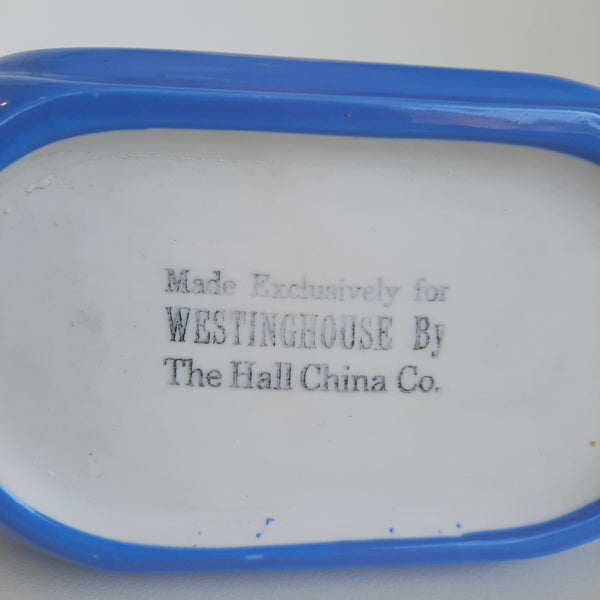 Made Exclusively for
WESTINGHOUSE By
The Hall China Co.